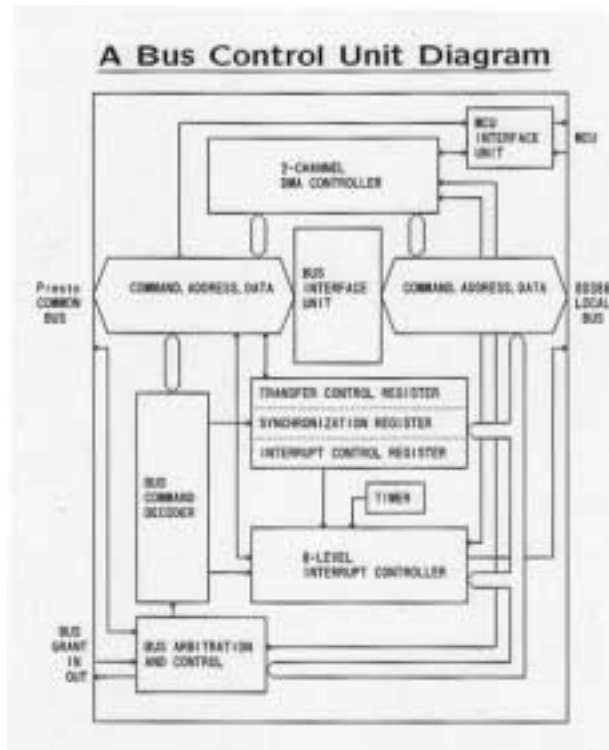 A Bus Control Unit Diagram
MCU
INTERFACE
UNIT
MCU
2-CHANNEL
DMA CONTROLLER
Presto
COMMON
BUS
COMMAND, ADDRESS, DATA
BUS
INTERFACE
UNIT
COMMAND, ADDRESS, DATA
80386
LOCAL
BUS
TRANSFER CONTROL REGISTER
SYNCHRONIZATION REGISTER
INTERRUPT CONTROL REGISTER
BUS
COMMAND
DECODER
TIMER
8-LEVEL
INTERRUPT CONTROLLER
BUS
GRANT
IN
OUT
BUS ARBITRATION
AND CONTROL